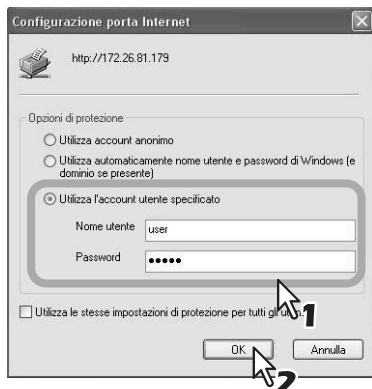 Configurazione porta Internet
http://172.26.81.179
Opzioni di protezione
Utilizza account anonimo
Utilizza automaticamente nome utente e password di Windows (e
dominio se presente)
Utilizza l'account utente specificato
Nome utente user
Password •••••
Utilizza le stesse impostazioni di protezione per tutti gli
1
OK Annulla
2